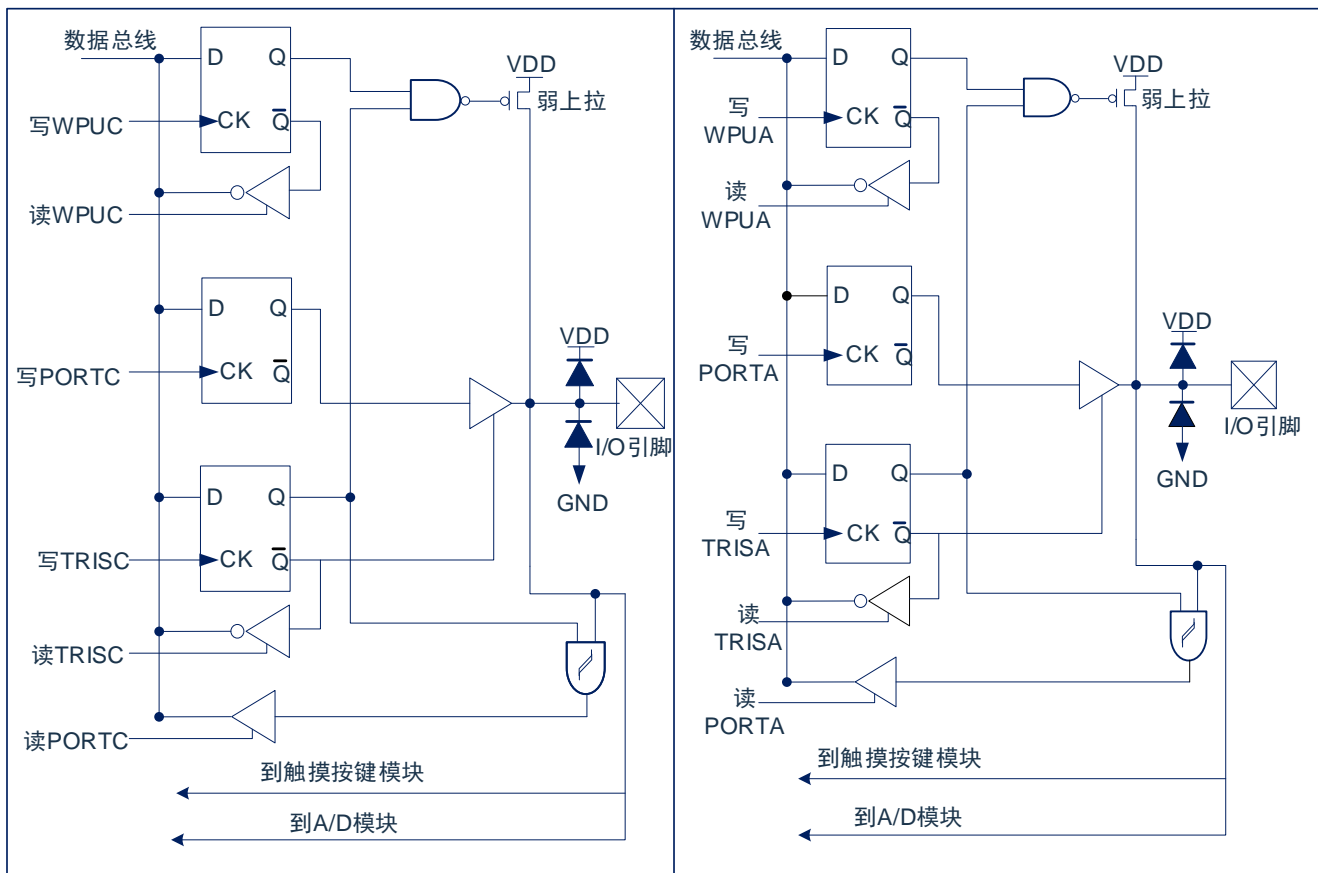 数据总线
D
Q
VDD
弱上拉
写WPUC
CK
Q
读WPUC
D
Q
写PORTC
CK
Q
VDD
I/O引脚
GND
D
Q
写TRISC
CK
Q
读TRISC
读PORTC
到触摸按键模块
到A/D模块
数据总线
D
Q
VDD
弱上拉
写
WPUA
CK
Q
读
WPUA
D
Q
写
PORTA
CK
Q
VDD
I/O引脚
GND
D
Q
写
TRISA
CK
Q
读
TRISA
读
PORTA
到触摸按键模块
到A/D模块